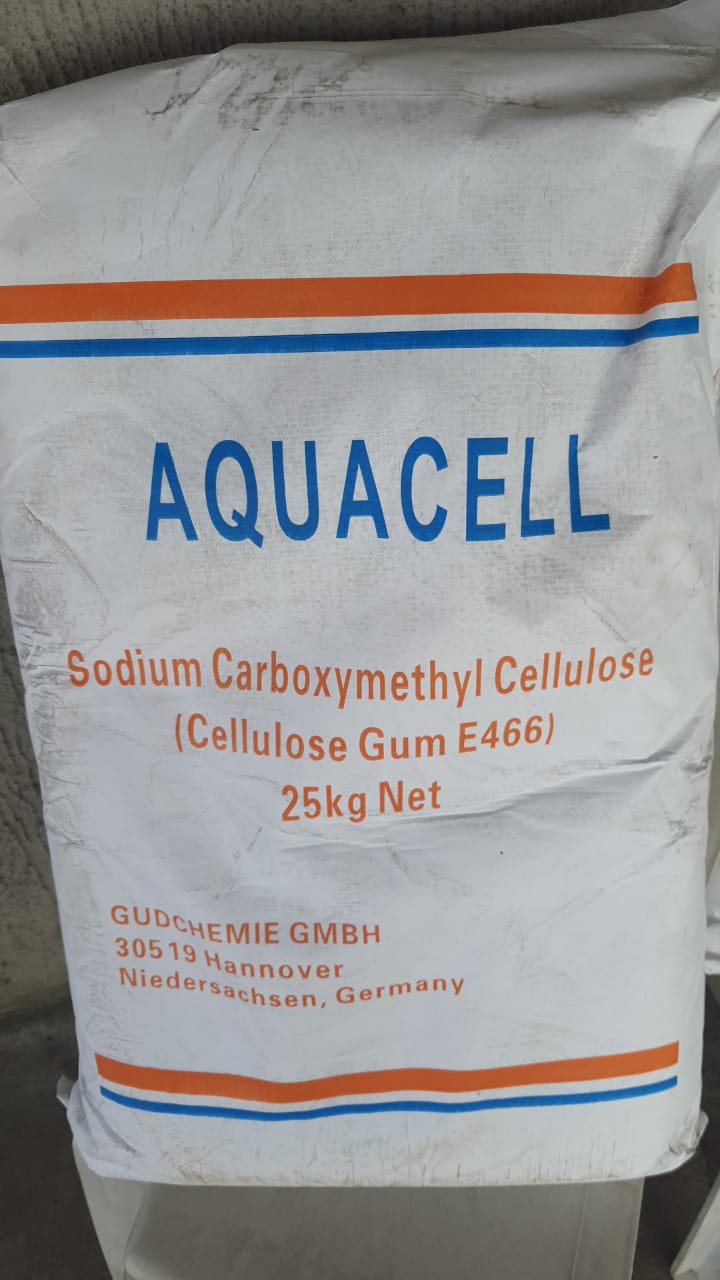 AQUACELL
Sodium Carboxymethyl Cellulose
(Cellulose Gum E466)
25kg Net
GUDCHEMIE GMBH
30519 Hannover
Niedersachsen, Germany